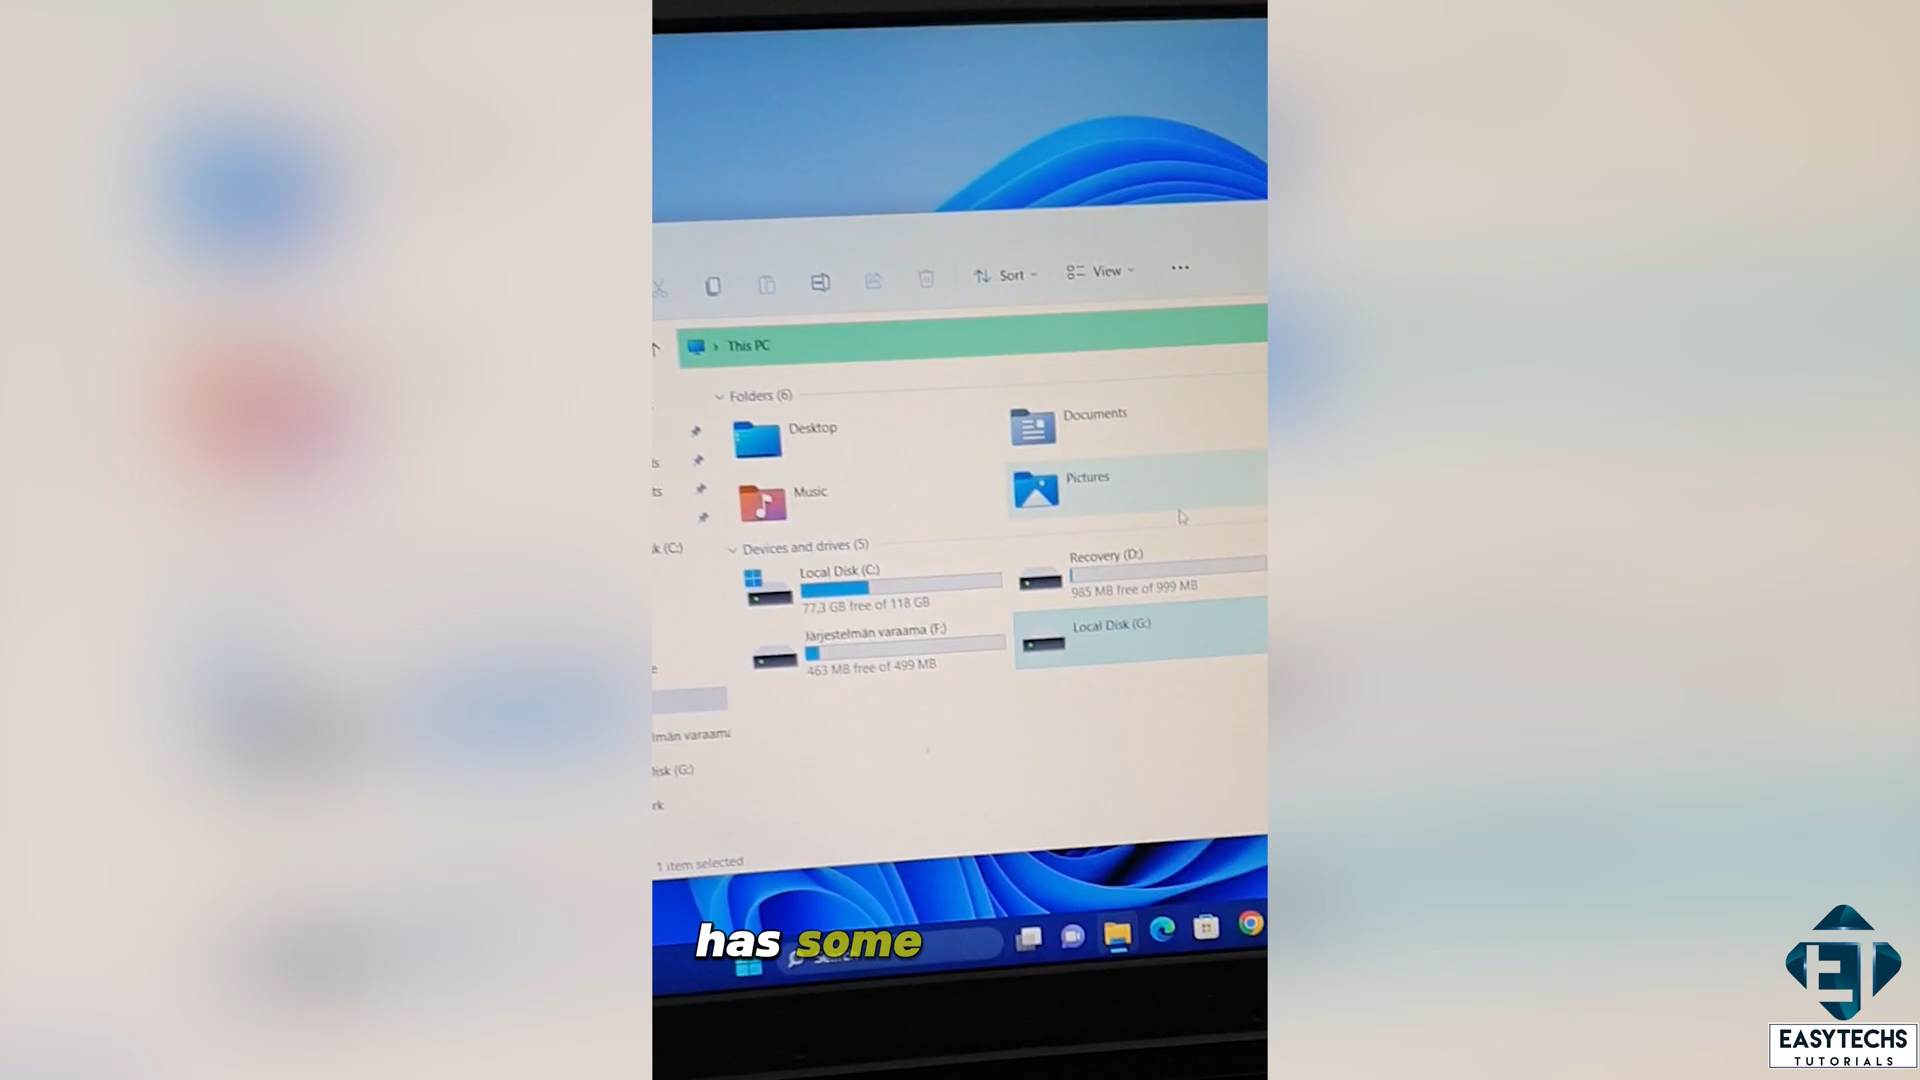 Sort
View
This PC
Folders (6)
Desktop
Documents
Music
Pictures
k (C:)
Devices and drives (5)
Local Disk (C:)
77,3 GB free of 118 GB
Recovery (D:)
985 MB free of 999 MB
Järjestelmän varaama (F:)
463 MB free of 499 MB
Local Disk (G:)
lmän varaama
isk (G:)
rk
1 item selected
has some
EASYTECHS
TUTORIALS